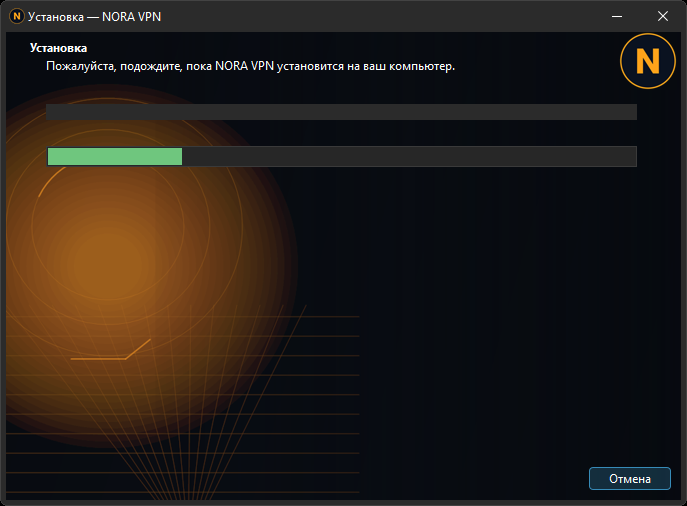 N Установка — NORA VPN
Установка
Пожалуйста, подождите, пока NORA VPN установится на ваш компьютер.
N
Отмена